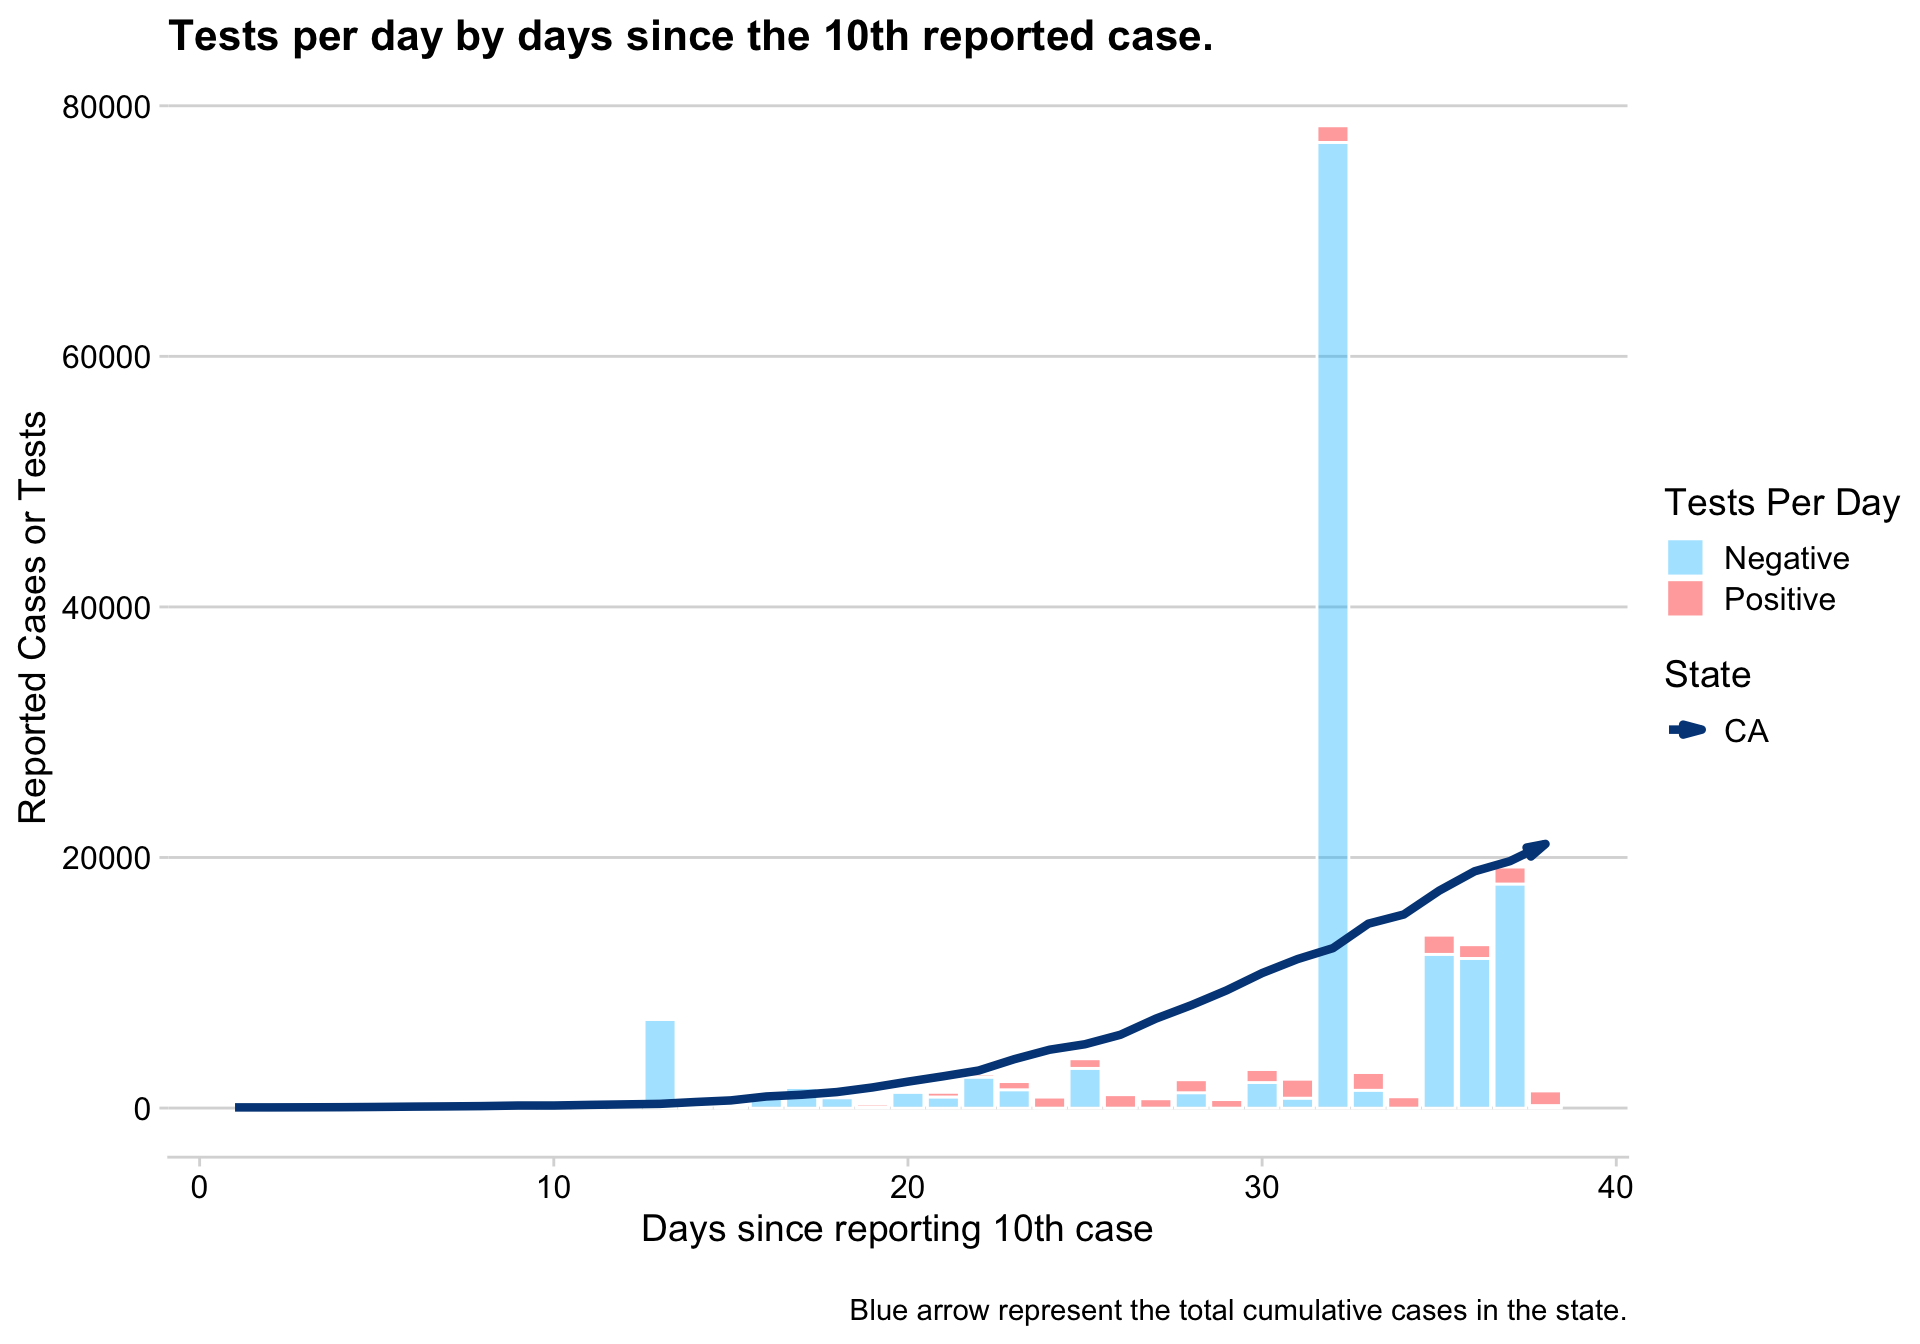 Tests per day by days since the 10th reported case.
80000
60000
40000
20000
0
Reported Cases or Tests
0 10 20 30 40
Days since reporting 10th case
Tests Per Day
Negative
Positive
State
CA
Blue arrow represent the total cumulative cases in the state.